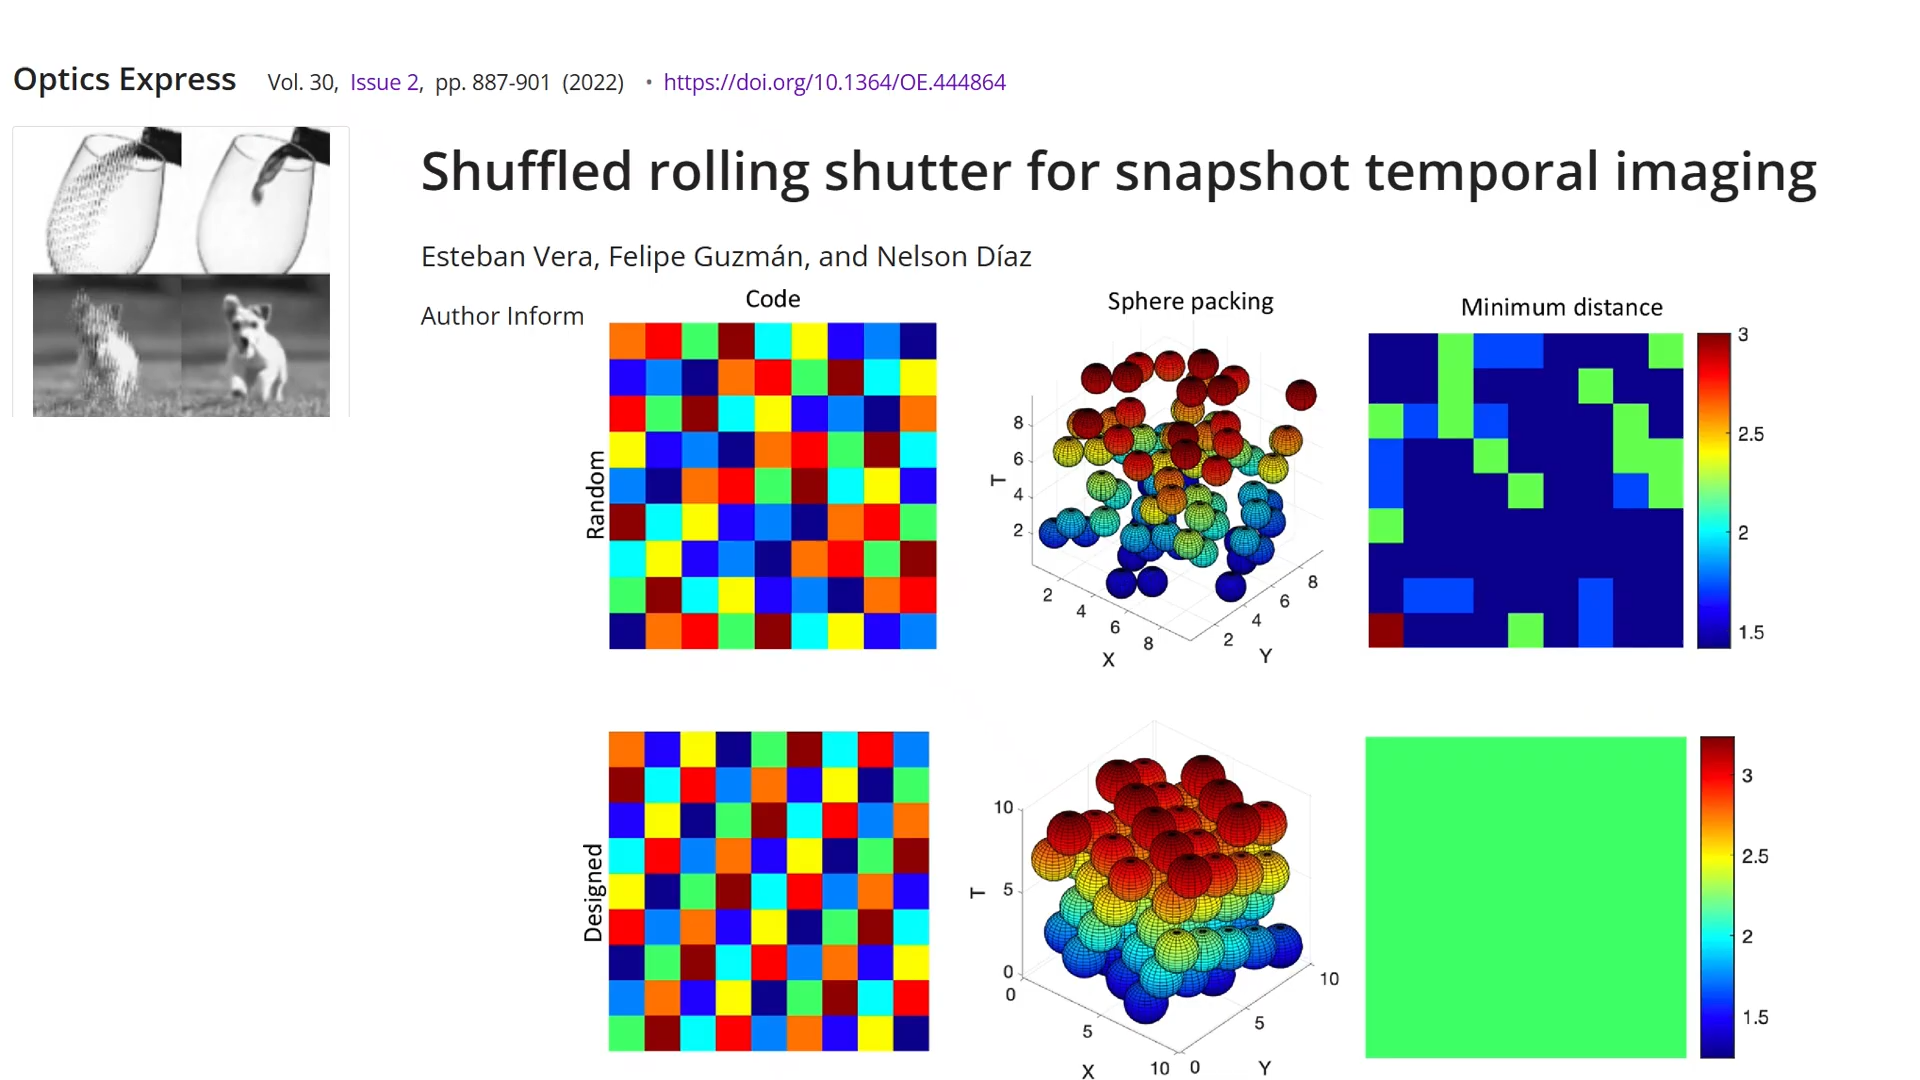 Optics Express Vol. 30, Issue 2, pp. 887-901 (2022) • https://doi.org/10.1364/OE.444864
Shuffled rolling shutter for snapshot temporal imaging
Esteban Vera, Felipe Guzmán, and Nelson Díaz
Author Inform
Code
Sphere packing
Minimum distance
Random
8
6
4
2
T
2
4
6
8
X
2
4
6
8
Y
3
2.5
2
1.5
Designed
10
5
0
T
0
5
10
X
0
5
10
Y
3
2.5
2
1.5